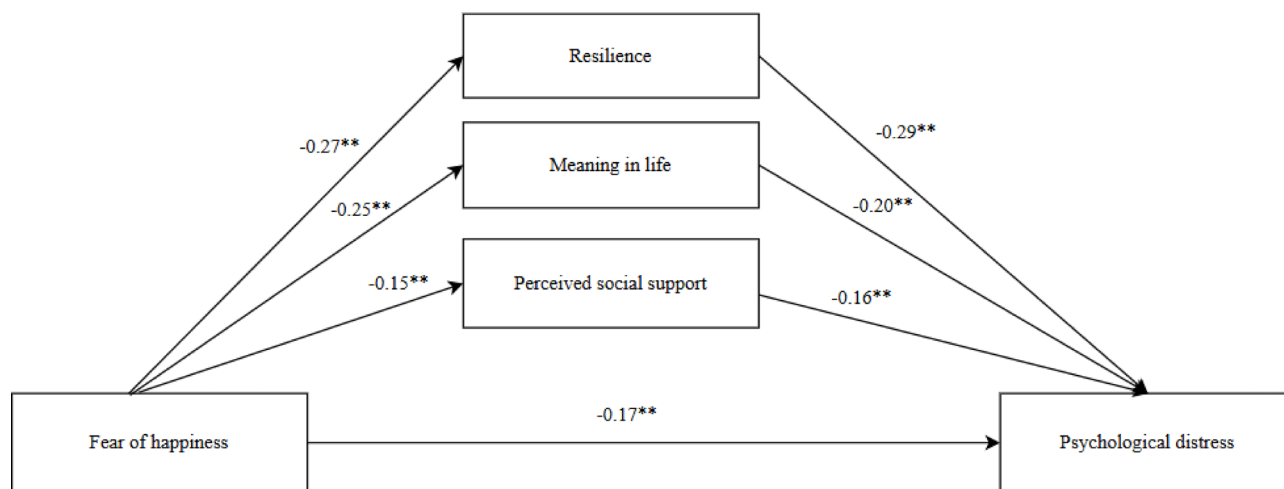 Resilience
-0.27**
-0.29**
Meaning in life
-0.25**
-0.20**
Perceived social support
-0.15**
-0.16**
-0.17**
Fear of happiness
Psychological distress